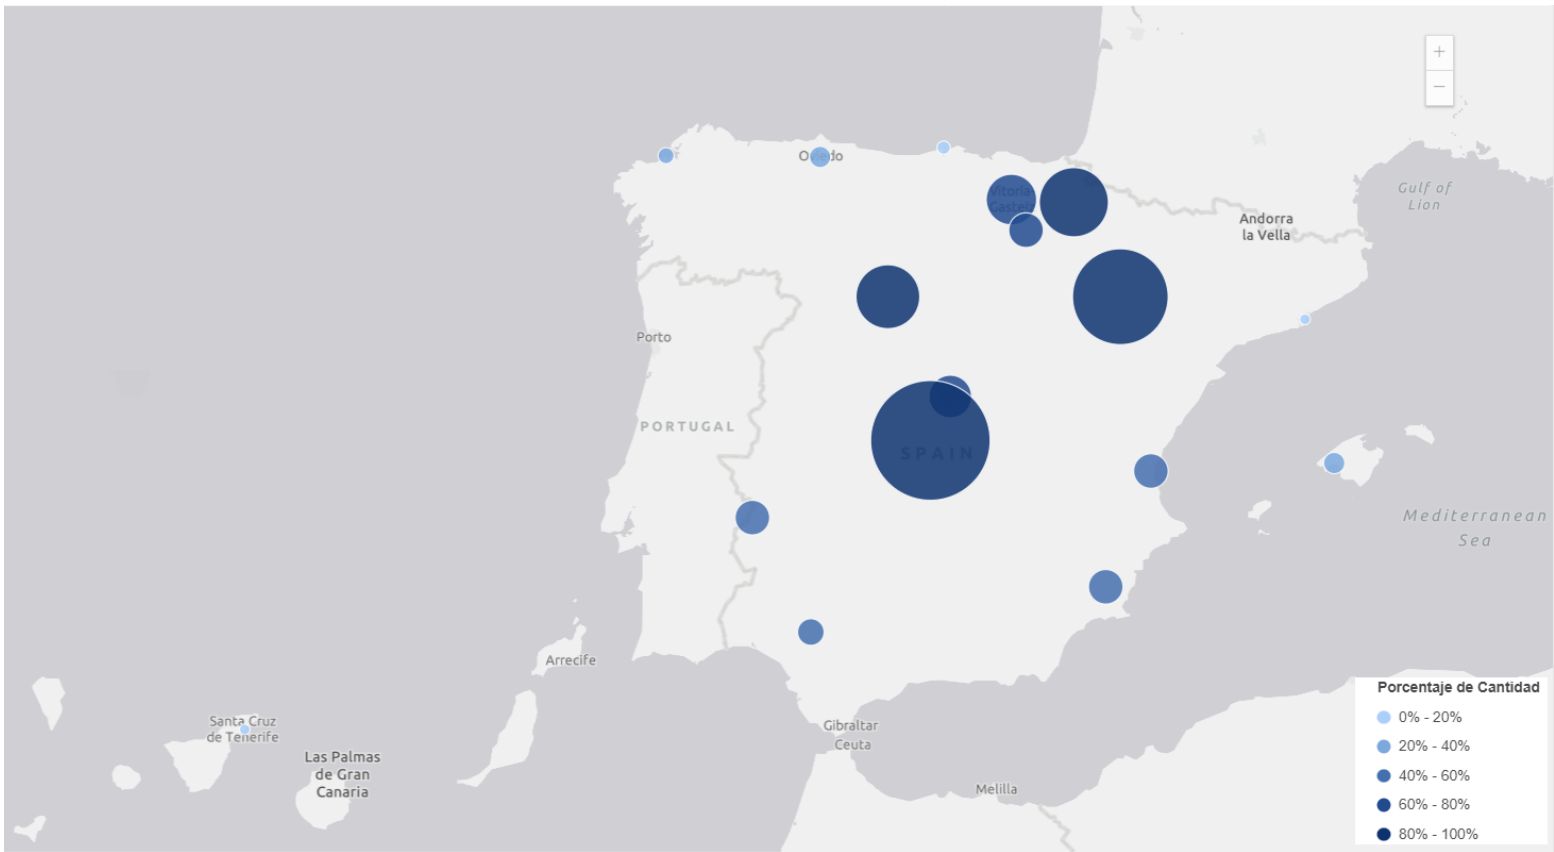 +
−
Gulf of
Lion
Oviedo
Vitoria-
Gasteiz
Andorra
la Vella
Porto
PORTUGAL
SPAIN
Mediterranean
Sea
Arrecife
Santa Cruz
de Tenerife
Las Palmas
de Gran
Canaria
Gibraltar
Ceuta
Melilla
Porcentaje de Cantidad
0% - 20%
20% - 40%
40% - 60%
60% - 80%
80% - 100%